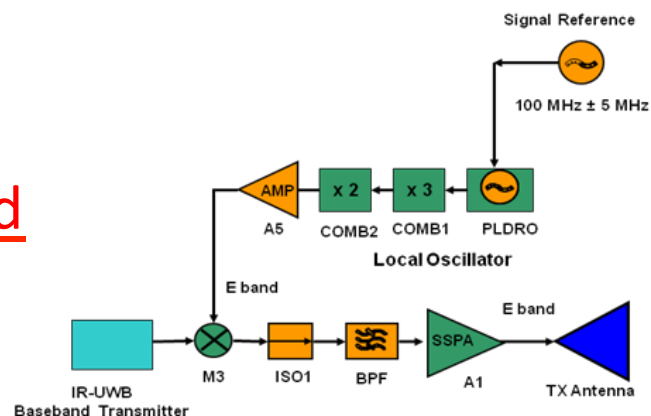 Signal Reference
100 MHz ± 5 MHz
d
AMP
x 2
x 3
A5
COMB2
COMB1
PLDRO
Local Oscillator
E band
E band
SSPA
M3
ISO1
BPF
A1
TX Antenna
IR-UWB
Baseband Transmitter